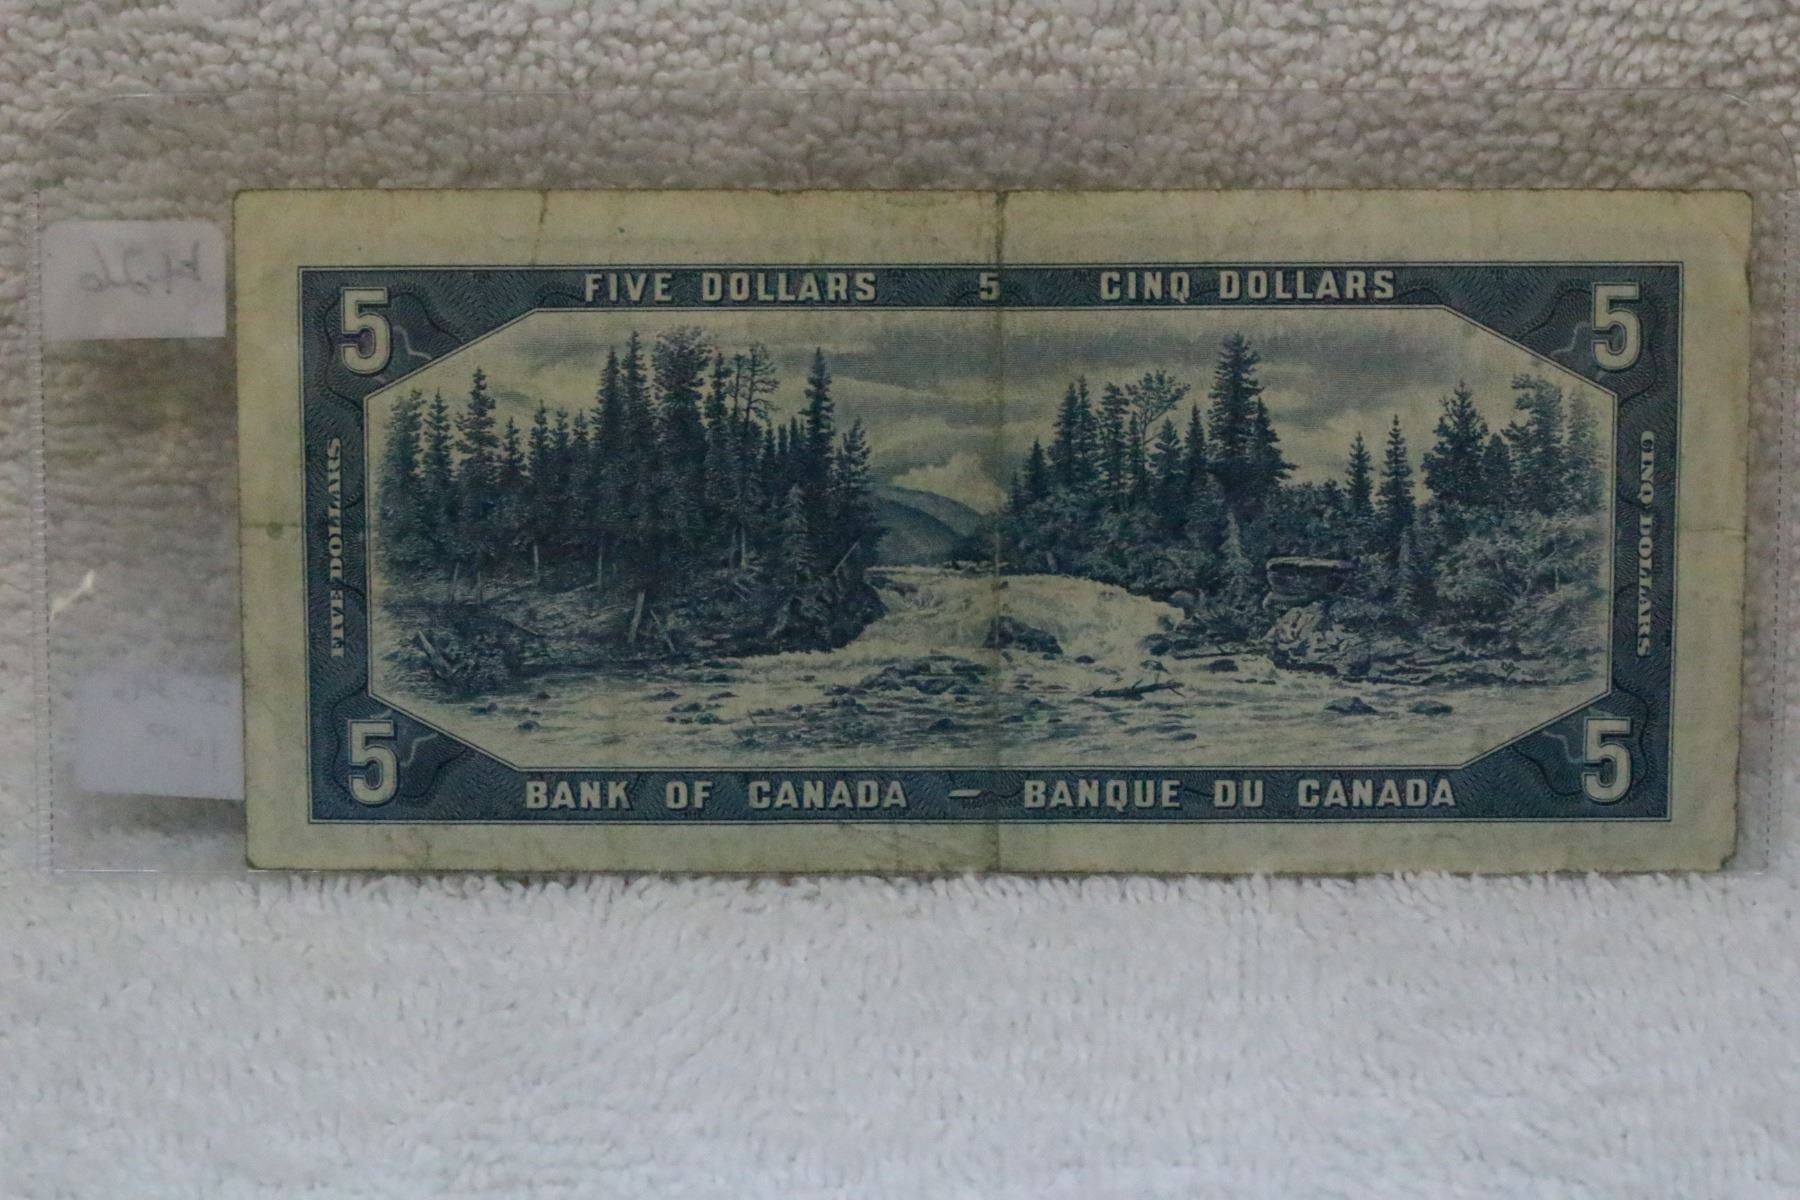 FIVE DOLLARS 5 CINQ DOLLARS
5 5
FIVE DOLLARS
CINQ DOLLARS
5 5
BANK OF CANADA — BANQUE DU CANADA